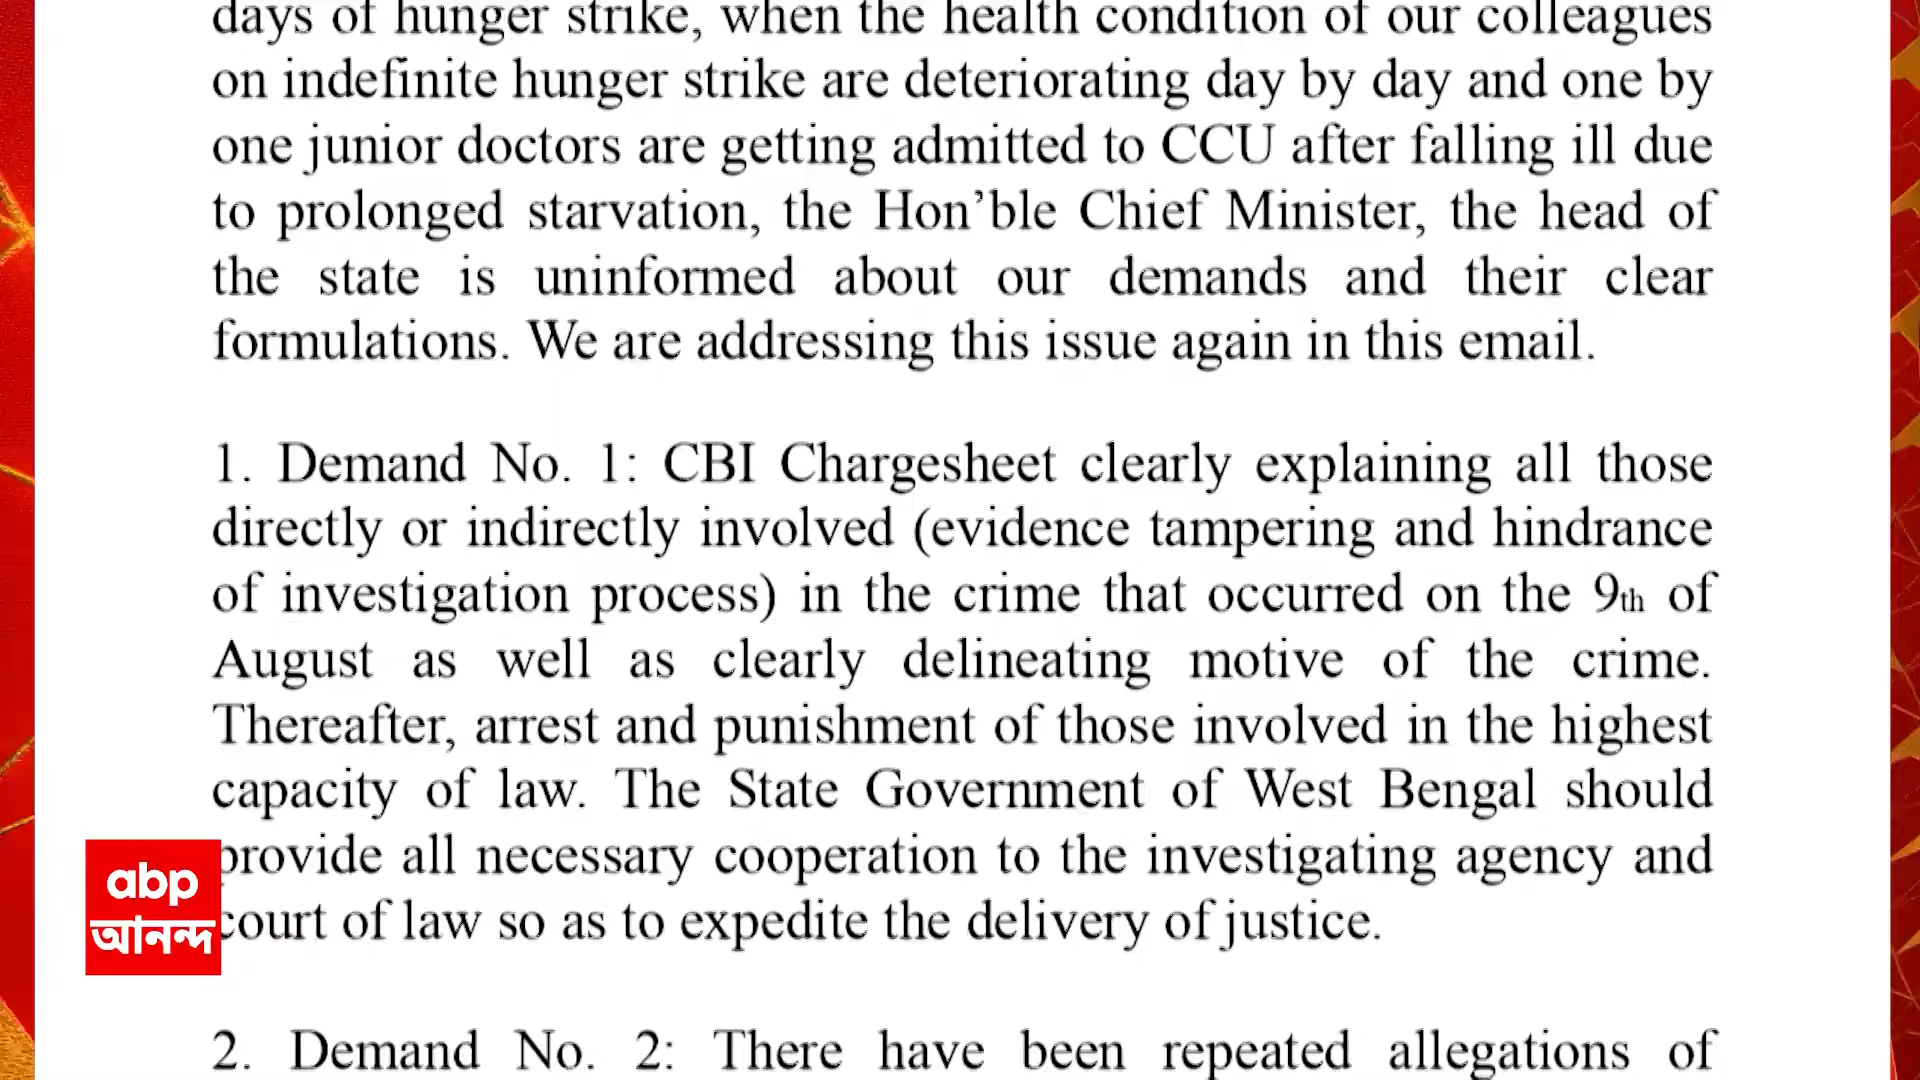 days of hunger strike, when the health condition of our colleagues
on indefinite hunger strike are deteriorating day by day and one by
one junior doctors are getting admitted to CCU after falling ill due
to prolonged starvation, the Hon’ble Chief Minister, the head of
the state is uninformed about our demands and their clear
formulations. We are addressing this issue again in this email.
1. Demand No. 1: CBI Chargesheet clearly explaining all those
directly or indirectly involved (evidence tampering and hindrance
of investigation process) in the crime that occurred on the 9th of
August as well as clearly delineating motive of the crime.
Thereafter, arrest and punishment of those involved in the highest
capacity of law. The State Government of West Bengal should
provide all necessary cooperation to the investigating agency and
court of law so as to expedite the delivery of justice.
2. Demand No. 2: There have been repeated allegations of
abp
আনন্দ